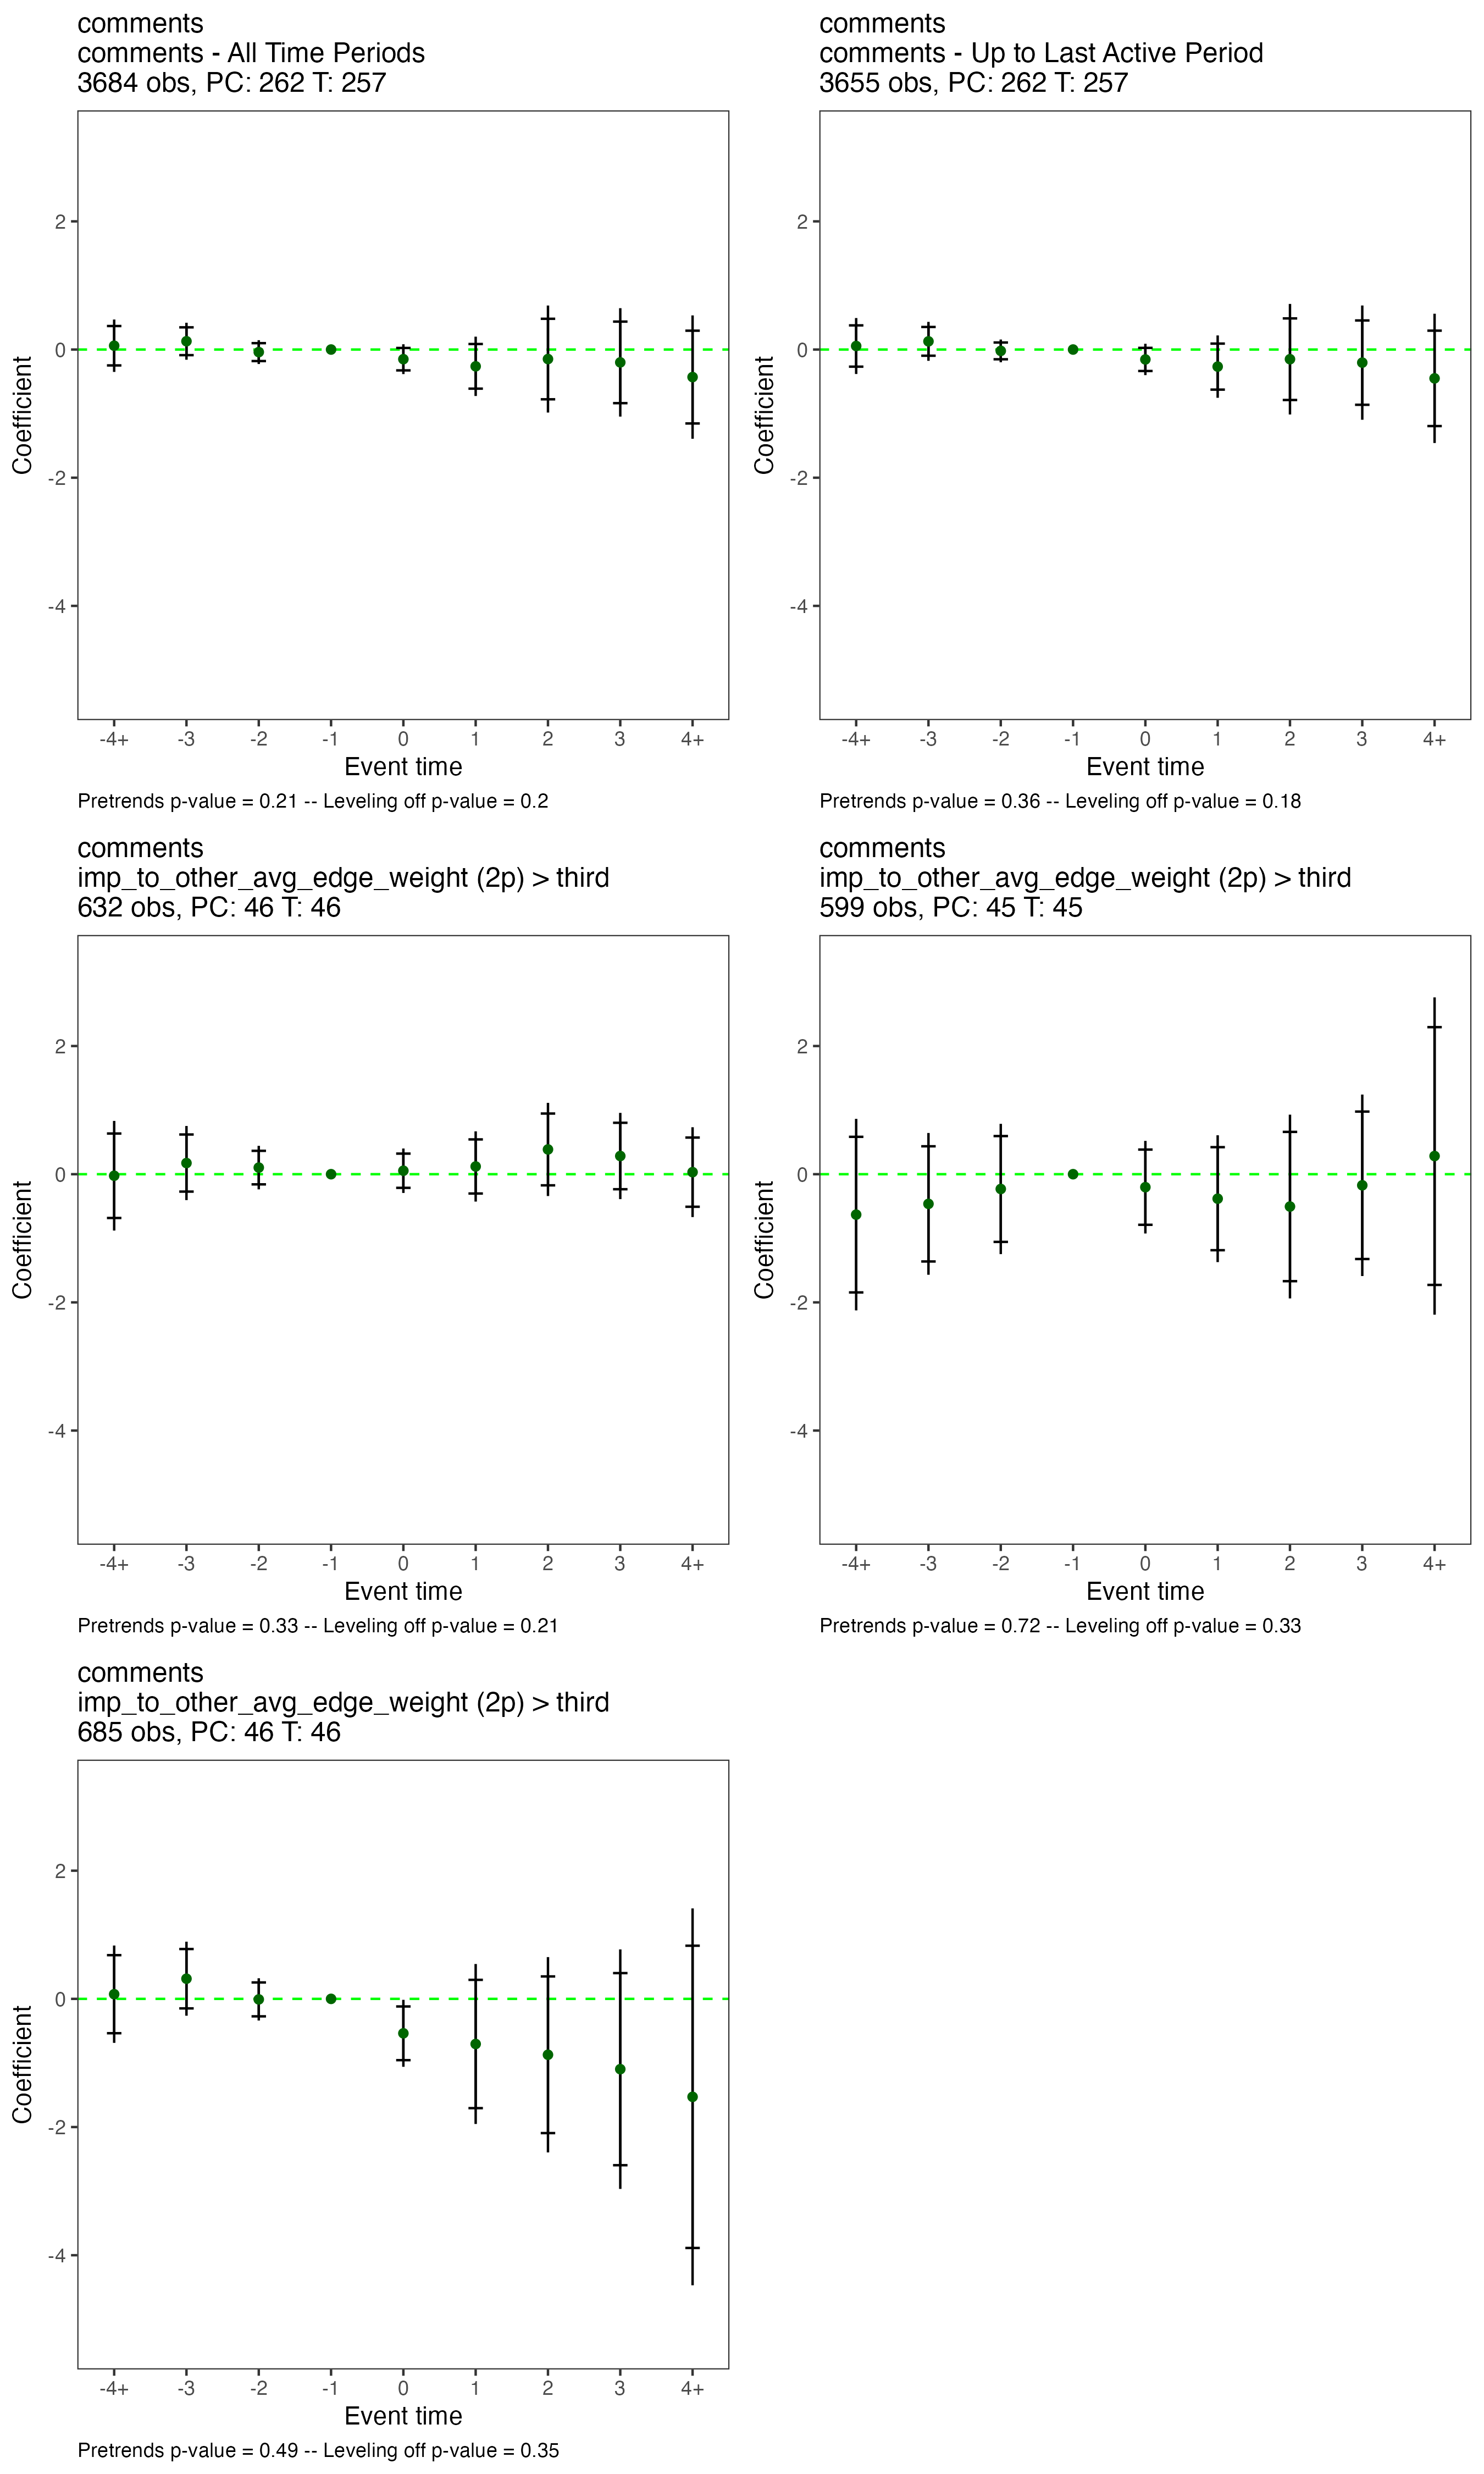 comments
comments - All Time Periods
3684 obs, PC: 262 T: 257
2
0
-2
-4
Coefficient
-4+ -3 -2 -1 0 1 2 3 4+
Event time
Pretrends p-value = 0.21 -- Leveling off p-value = 0.2
comments
comments - Up to Last Active Period
3655 obs, PC: 262 T: 257
2
0
-2
-4
Coefficient
-4+ -3 -2 -1 0 1 2 3 4+
Event time
Pretrends p-value = 0.36 -- Leveling off p-value = 0.18
comments
imp_to_other_avg_edge_weight (2p) > third
632 obs, PC: 46 T: 46
2
0
-2
-4
Coefficient
-4+ -3 -2 -1 0 1 2 3 4+
Event time
Pretrends p-value = 0.33 -- Leveling off p-value = 0.21
comments
imp_to_other_avg_edge_weight (2p) > third
599 obs, PC: 45 T: 45
2
0
-2
-4
Coefficient
-4+ -3 -2 -1 0 1 2 3 4+
Event time
Pretrends p-value = 0.72 -- Leveling off p-value = 0.33
comments
imp_to_other_avg_edge_weight (2p) > third
685 obs, PC: 46 T: 46
2
0
-2
-4
Coefficient
-4+ -3 -2 -1 0 1 2 3 4+
Event time
Pretrends p-value = 0.49 -- Leveling off p-value = 0.35